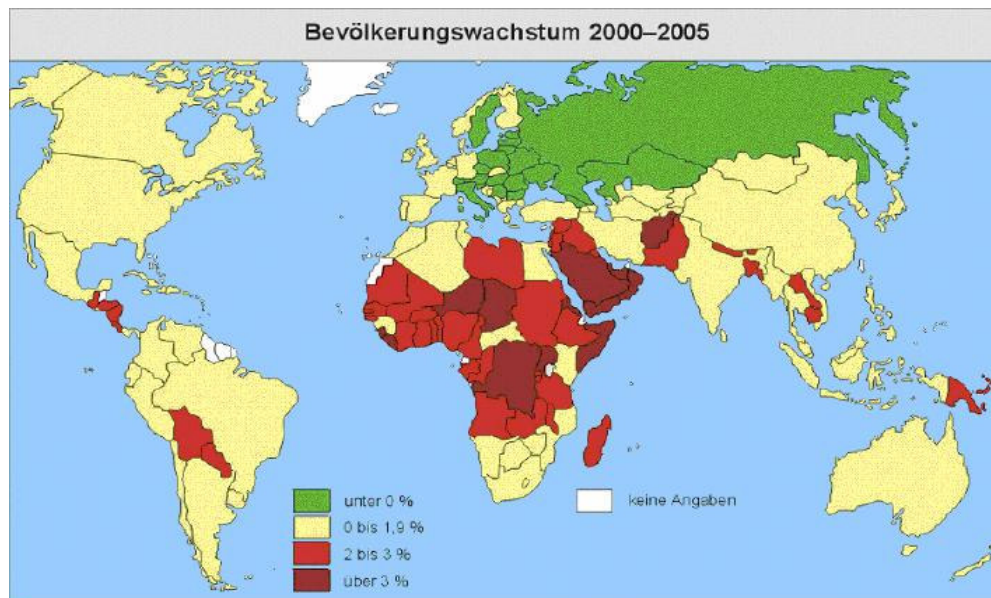 Bevölkerungswachstum 2000–2005
unter 0 %
0 bis 1,9 %
2 bis 3 %
über 3 %
keine Angaben